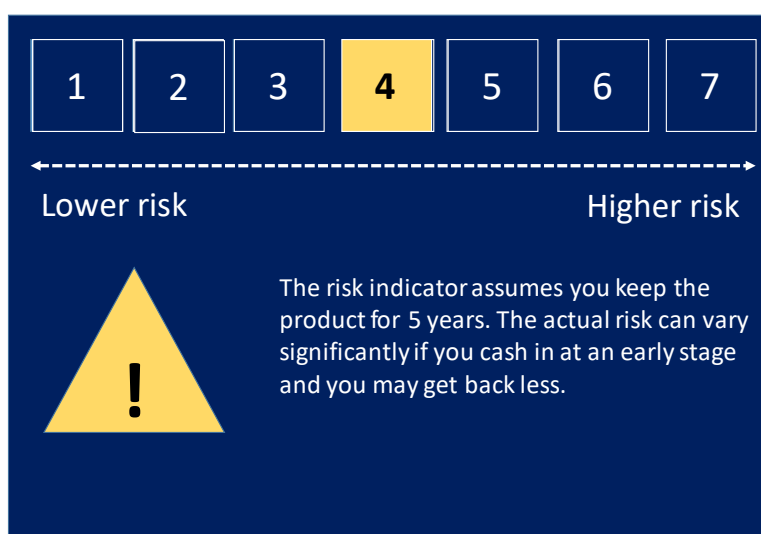 1 2 3 4 5 6 7
Lower risk Higher risk
!
The risk indicator assumes you keep the
product for 5 years. The actual risk can vary
significantly if you cash in at an early stage
and you may get back less.